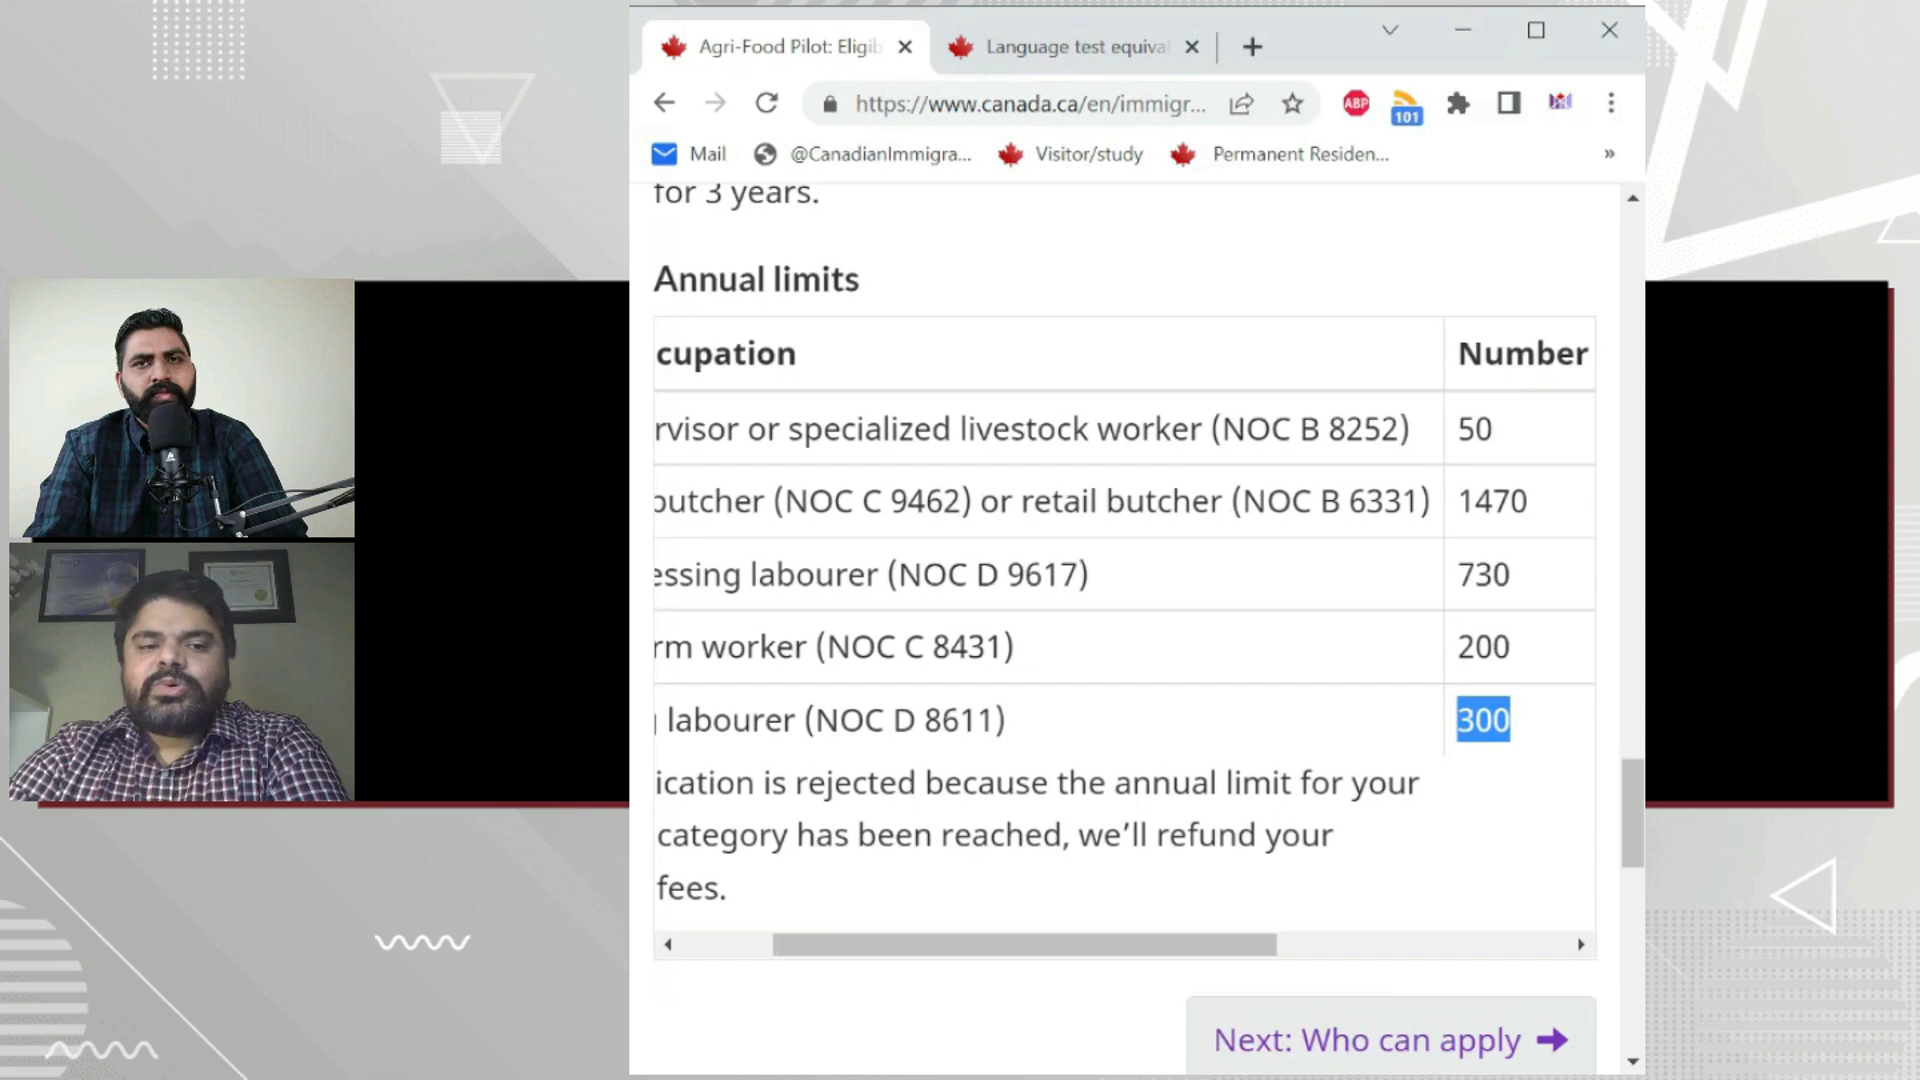 Agri-Food Pilot: Eligib
Language test equiva
https://www.canada.ca/en/immigr...
ABP
101
Mail
@CanadianImmigra...
Visitor/study
Permanent Residen...
»
for 3 years.
Annual limits
cupation Number
rvisor or specialized livestock worker (NOC B 8252) 50
butcher (NOC C 9462) or retail butcher (NOC B 6331) 1470
essing labourer (NOC D 9617) 730
rm worker (NOC C 8431) 200
labourer (NOC D 8611) 300
ication is rejected because the annual limit for your
category has been reached, we’ll refund your
fees.
Next: Who can apply